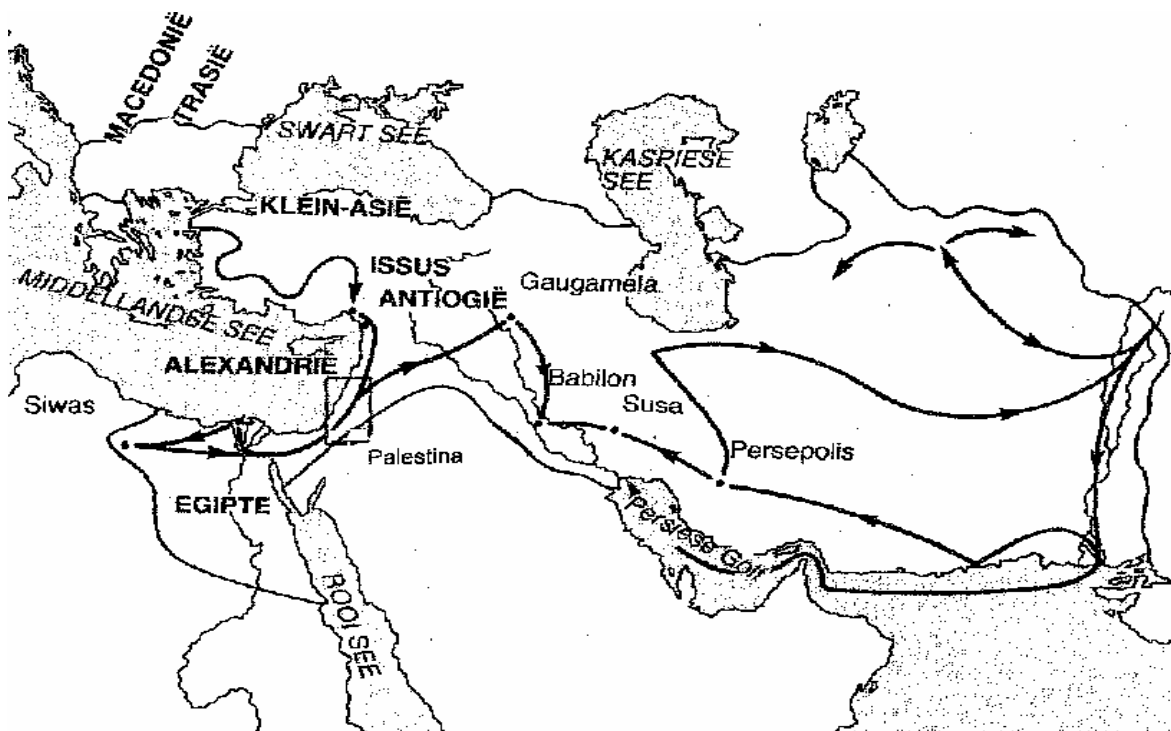 MACEDONIË
TRASIË
SWART SEE
KASPIESE
SEE
KLEIN-ASIË
ISSUS
ANTIOGIË
Gaugamela
MIDDELLANDSE SEE
ALEXANDRIË
Siwas
Babilon
Susa
Palestina
Persepolis
EGIPTE
Persiese Golf
ROOI SEE